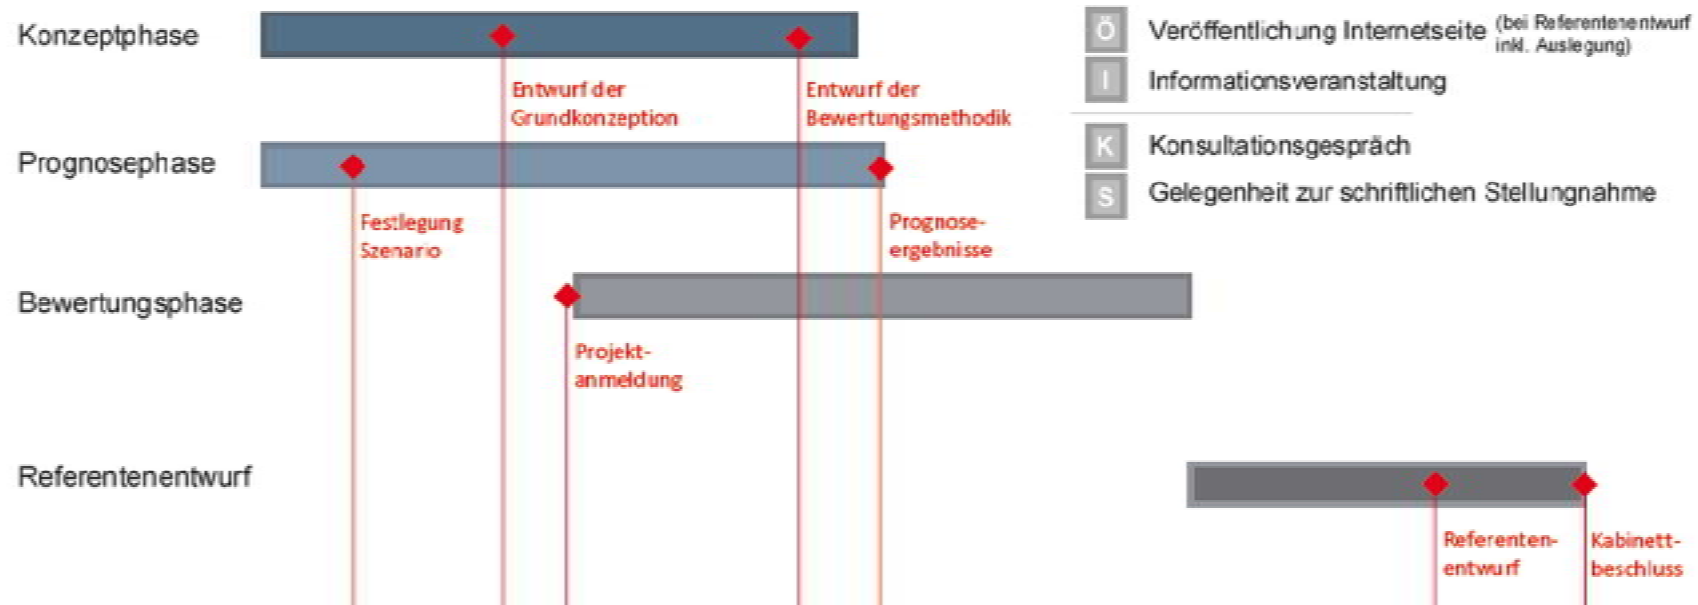 Konzeptphase
Entwurf der
Grundkonzeption
Entwurf der
Bewertungsmethodik
Ö Veröffentlichung Internetseite (bei Referentenentwurf
inkl. Auslegung)
I Informationsveranstaltung
K Konsultationsgespräch
S Gelegenheit zur schriftlichen Stellungnahme
Prognosephase
Festlegung
Szenario
Prognose-
ergebnisse
Bewertungsphase
Projekt-
anmeldung
Referentenentwurf
Referenten-
entwurf
Kabinett-
beschluss